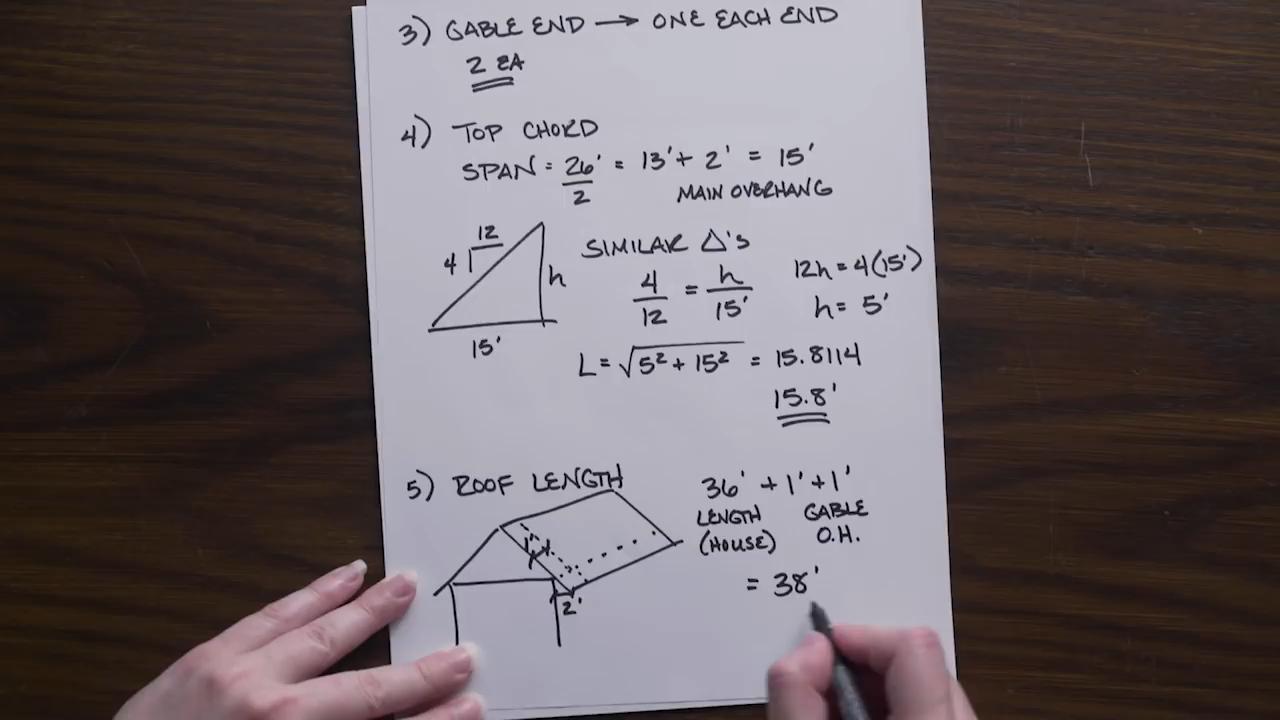 3) GABLE END → ONE EACH END
2 EA
4) TOP CHORD
SPAN = 26'/2 = 13' + 2' = 15'
MAIN OVERHANG
12
4
h
15'
SIMILAR △'s
4/12 = h/15'
12h = 4(15')
h = 5'
L = √5² + 15² = 15.8114
15.8'
5) ROOF LENGTH
1'
2'
36' + 1' + 1'
LENGTH (HOUSE)
GABLE O.H.
= 38'